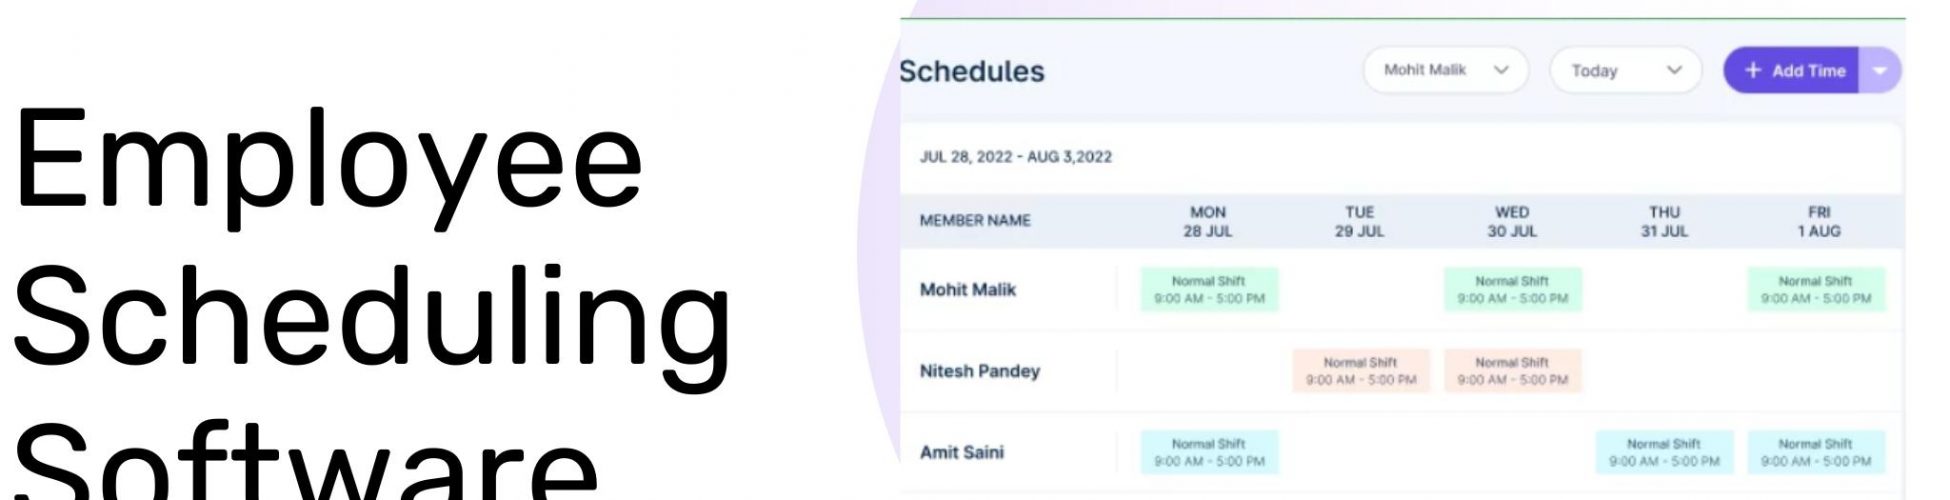 Employee
Scheduling
Software
Schedules
Mohit Malik
Today
+ Add Time
JUL 28, 2022 - AUG 3,2022
MEMBER NAME
MON
28 JUL
TUE
29 JUL
WED
30 JUL
THU
31 JUL
FRI
1 AUG
Mohit Malik
Normal Shift
9:00 AM - 5:00 PM
Normal Shift
9:00 AM - 5:00 PM
Normal Shift
9:00 AM - 5:00 PM
Nitesh Pandey
Normal Shift
9:00 AM - 5:00 PM
Normal Shift
9:00 AM - 5:00 PM
Amit Saini
Normal Shift
9:00 AM - 5:00 PM
Normal Shift
9:00 AM - 5:00 PM
Normal Shift
9:00 AM - 5:00 PM